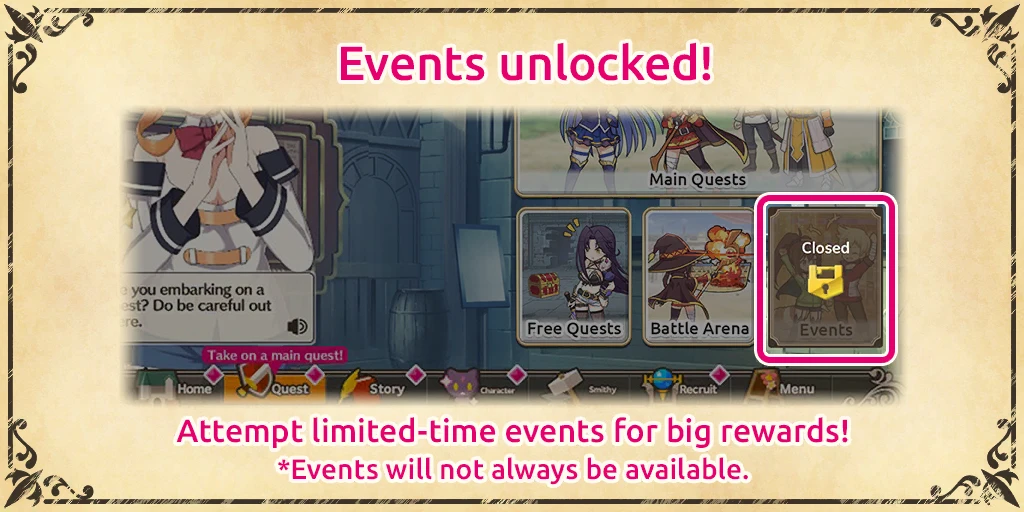 Events unlocked!
Main Quests
Closed
Free Quests
Battle Arena
Events
e you embarking on a
est? Do be careful out
ere.
Take on a main quest!
Home
Quest
Story
Character
Smithy
Recruit
Menu
Attempt limited-time events for big rewards!
*Events will not always be available.